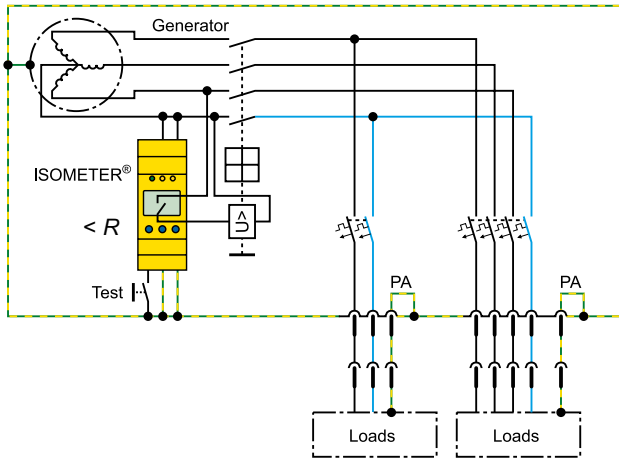 Generator
ISOMETER®
< R
U>
Test
PA
PA
Loads
Loads